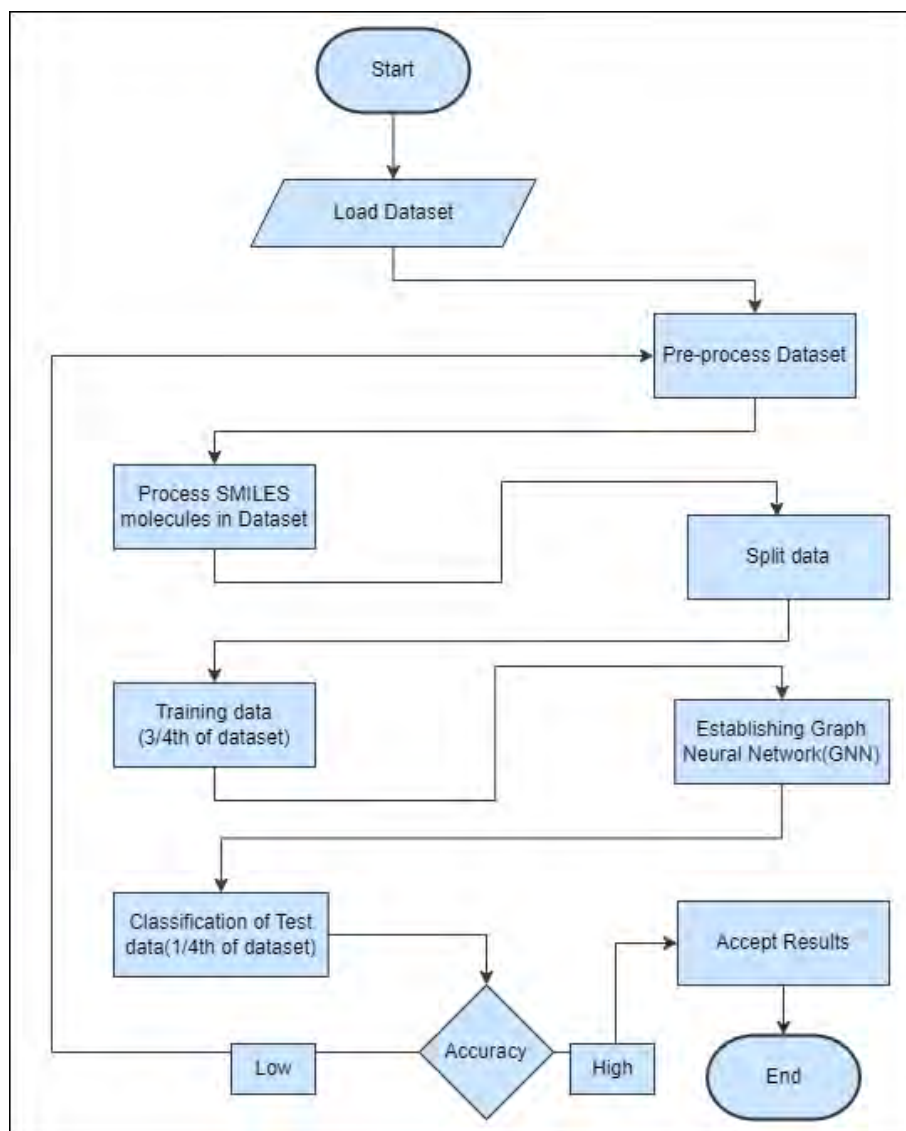 Start
Load Dataset
Pre-process Dataset
Process SMILES
molecules in Dataset
Split data
Training data
(3/4th of dataset)
Establishing Graph
Neural Network(GNN)
Classification of Test
data(1/4th of dataset)
Accept Results
Accuracy
Low
High
End